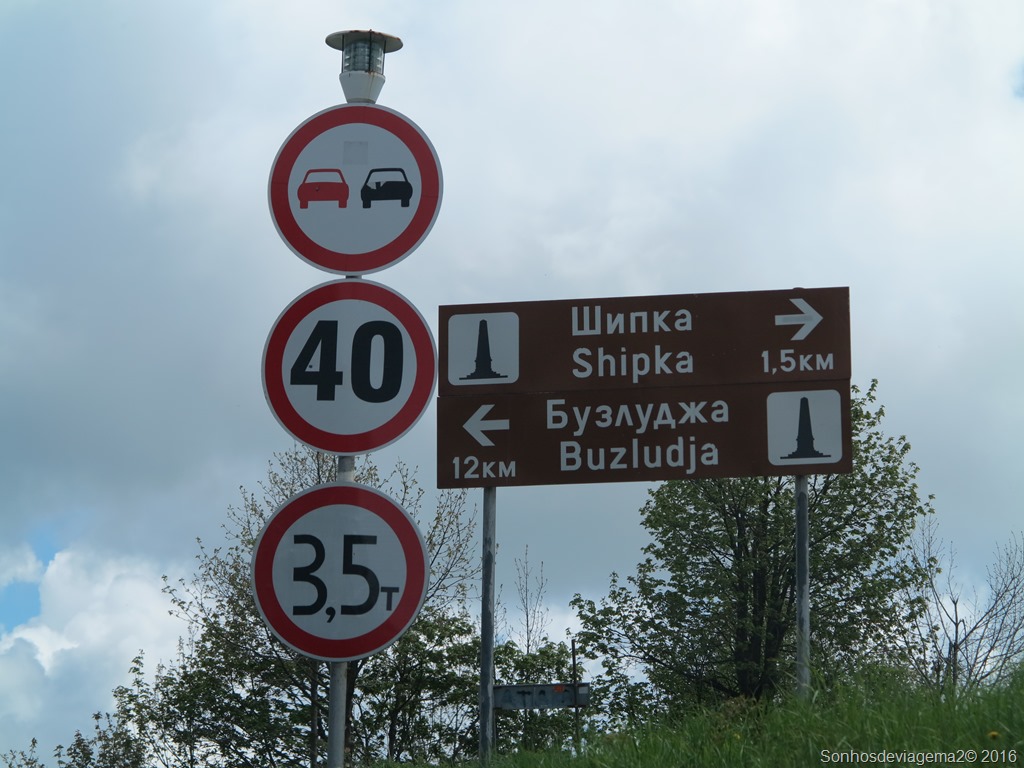 40
3,5т
Шипка
Shipka
1,5км
Бузлуджа
Buzludja
12км
Sonhosdeviagema2© 2016